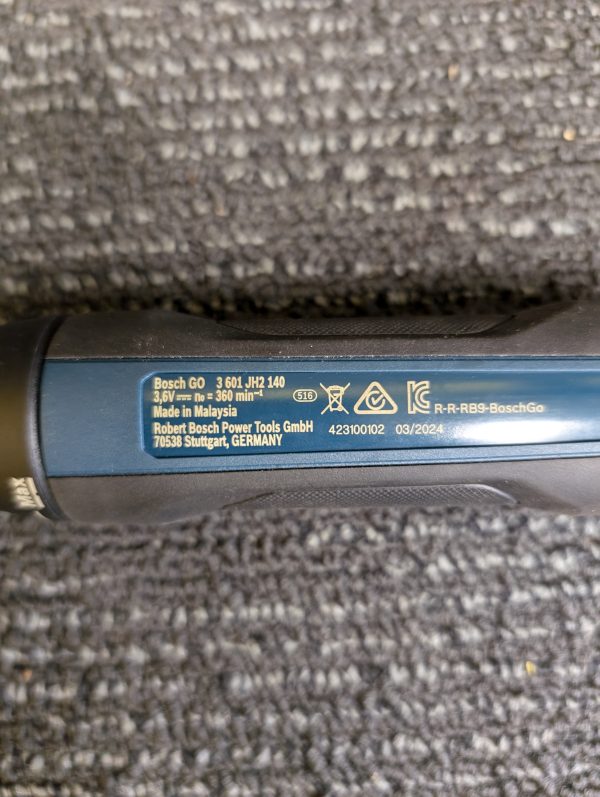 Bosch GO 3 601 JH2 140
3,6V⎓ n₀ = 360 min⁻¹
Made in Malaysia
Robert Bosch Power Tools GmbH
70538 Stuttgart, GERMANY
516
R-R-RB9-BoschGo
423100102 03/2024
MAX